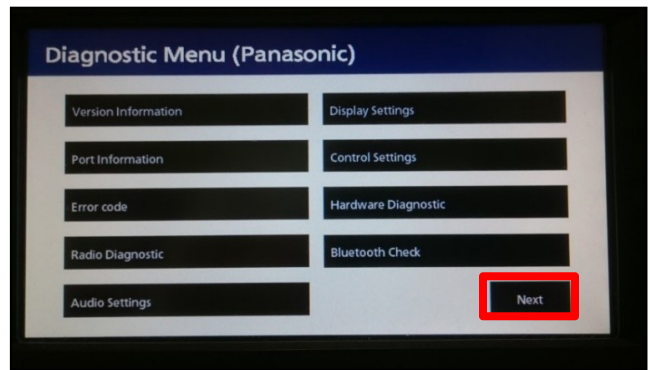 Diagnostic Menu (Panasonic)
Version Information
Display Settings
Port Information
Control Settings
Error code
Hardware Diagnostic
Radio Diagnostic
Bluetooth Check
Audio Settings
Next